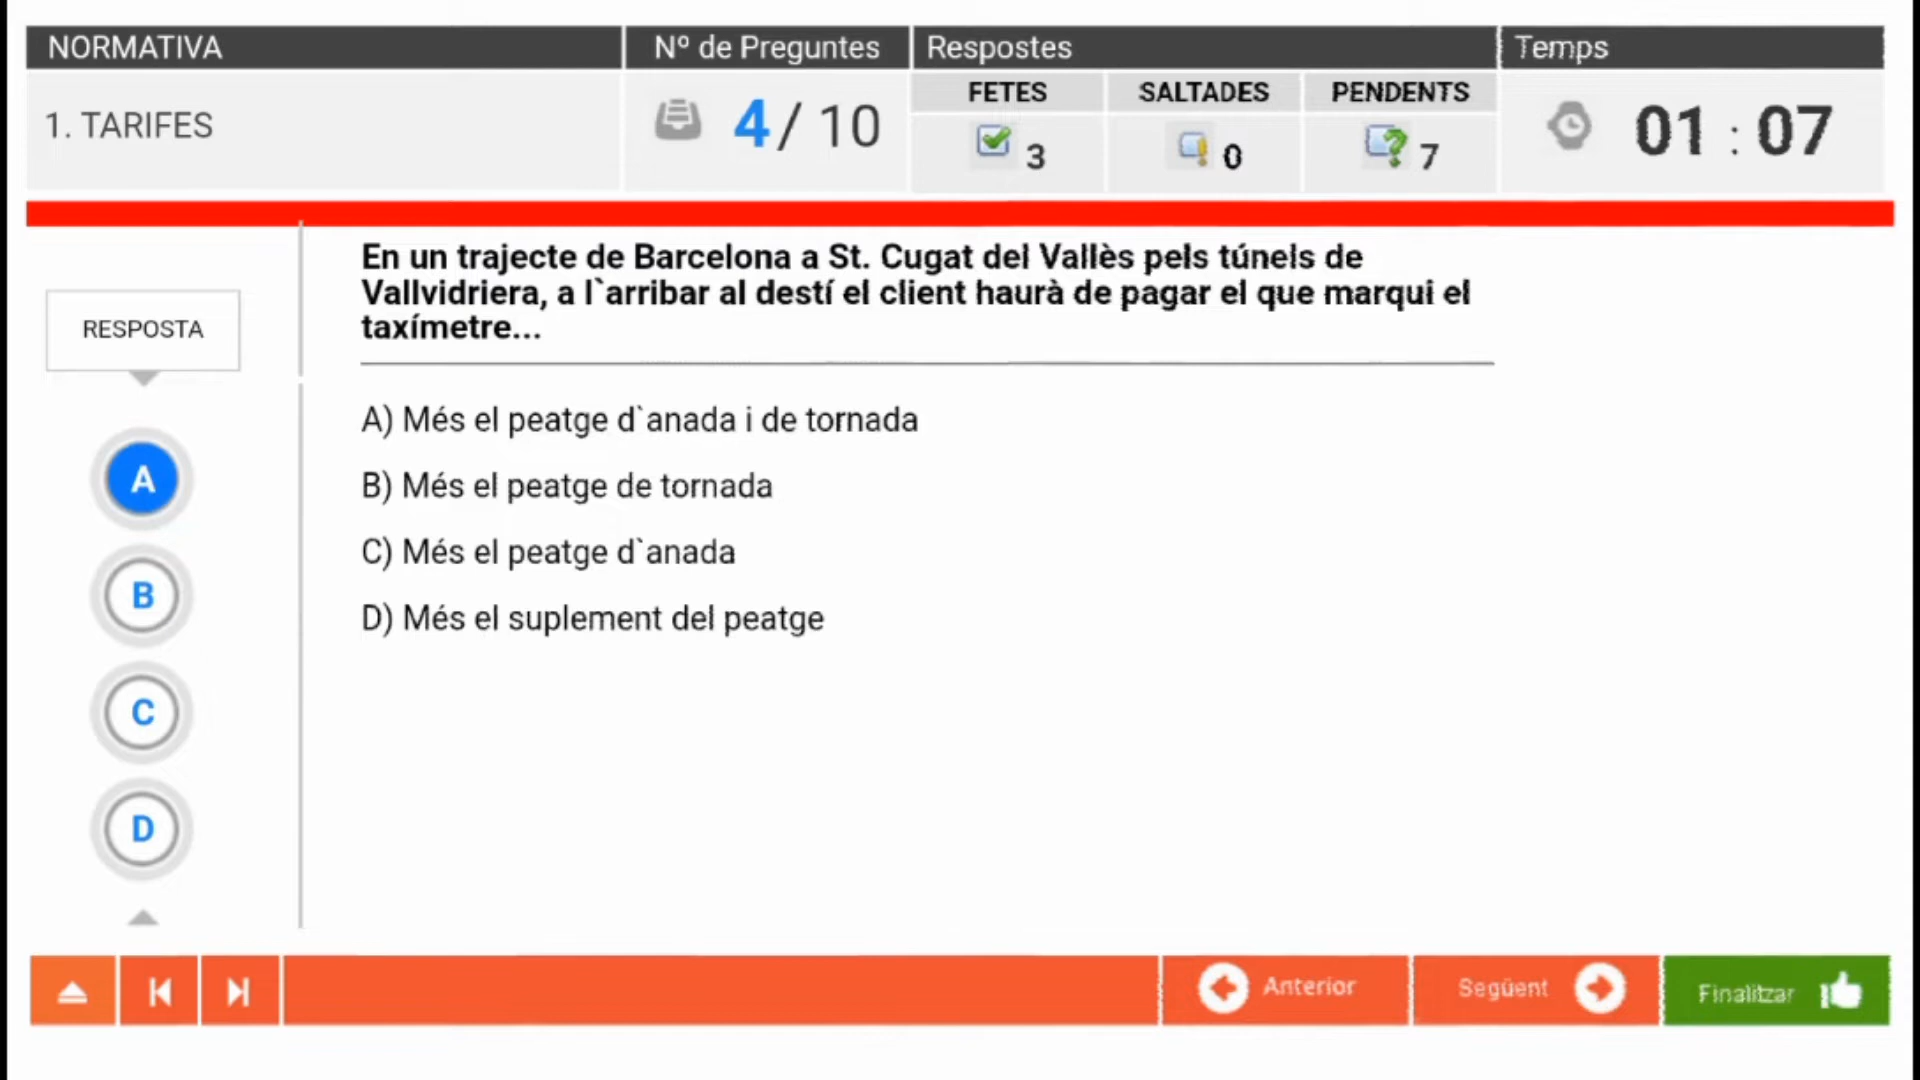 NORMATIVA
Nº de Preguntes
Respostes
Temps
1. TARIFES
4 / 10
FETES
SALTADES
PENDENTS
3
0
7
01 : 07
RESPOSTA
En un trajecte de Barcelona a St. Cugat del Vallès pels túnels de
Vallvidriera, a l`arribar al destí el client haurà de pagar el que marqui el
taxímetre...
A) Més el peatge d`anada i de tornada
B) Més el peatge de tornada
C) Més el peatge d`anada
D) Més el suplement del peatge
A
B
C
D
Anterior
Següent
Finalitzar